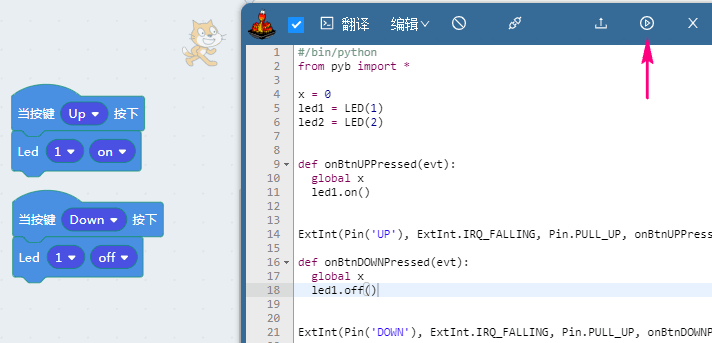 翻译 编辑
当按键 Up 按下
Led 1 on
当按键 Down 按下
Led 1 off
1 #/bin/python
2 from pyb import *
3
4 x = 0
5 led1 = LED(1)
6 led2 = LED(2)
7
8
9 def onBtnUPPressed(evt):
10 global x
11 led1.on()
12
13
14 ExtInt(Pin('UP'), ExtInt.IRQ_FALLING, Pin.PULL_UP, onBtnUPPress
15
16 def onBtnDOWNPressed(evt):
17 global x
18 led1.off()
19
20
21 ExtInt(Pin('DOWN'), ExtInt.IRQ_FALLING, Pin.PULL_UP, onBtnDOWNP